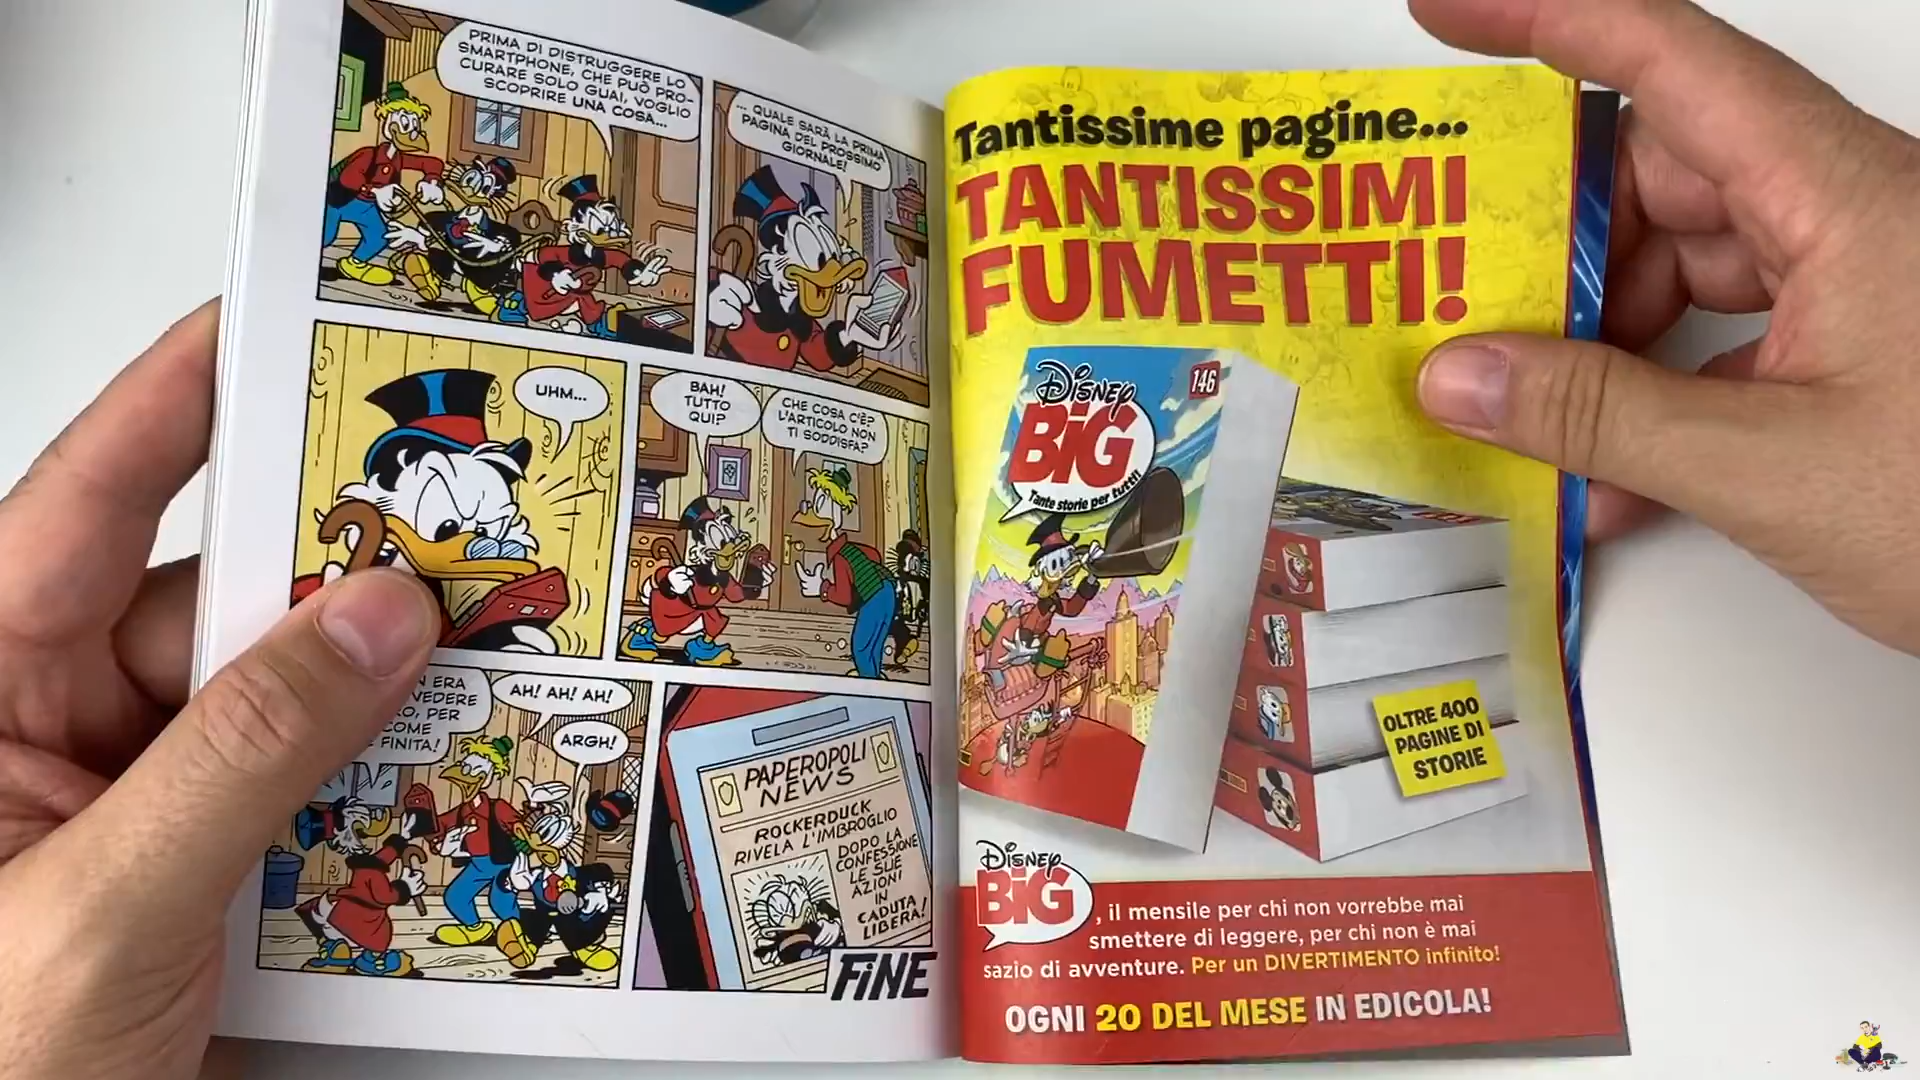 PRIMA DI DISTRUGGERE LO
SMARTPHONE, CHE PUÒ PRO-
CURARE SOLO GUAI, VOGLIO
SCOPRIRE UNA COSA...
... QUALE SARÀ LA PRIMA
PAGINA DEL PROSSIMO
GIORNALE!
UHM...
BAH!
TUTTO
QUI?
CHE COSA C'È?
L'ARTICOLO NON
TI SODDISFA?
ERA
VEDERE
PER
COME
FINITA!
AH! AH! AH!
ARGH!
PAPEROPOLI
NEWS
ROCKERDUCK
RIVELA L'IMBROGLIO
DOPO LA
CONFESSIONE
LE SUE
AZIONI
IN
CADUTA
LIBERA!
FINE
Tantissime pagine...
TANTISSIMI
FUMETTI!
DISNEY
BIG
146
Tante storie per tutti!
OLTRE 400
PAGINE DI
STORIE
DISNEY
BIG
, il mensile per chi non vorrebbe mai
smettere di leggere, per chi non è mai
sazio di avventure. Per un DIVERTIMENTO infinito!
OGNI 20 DEL MESE IN EDICOLA!